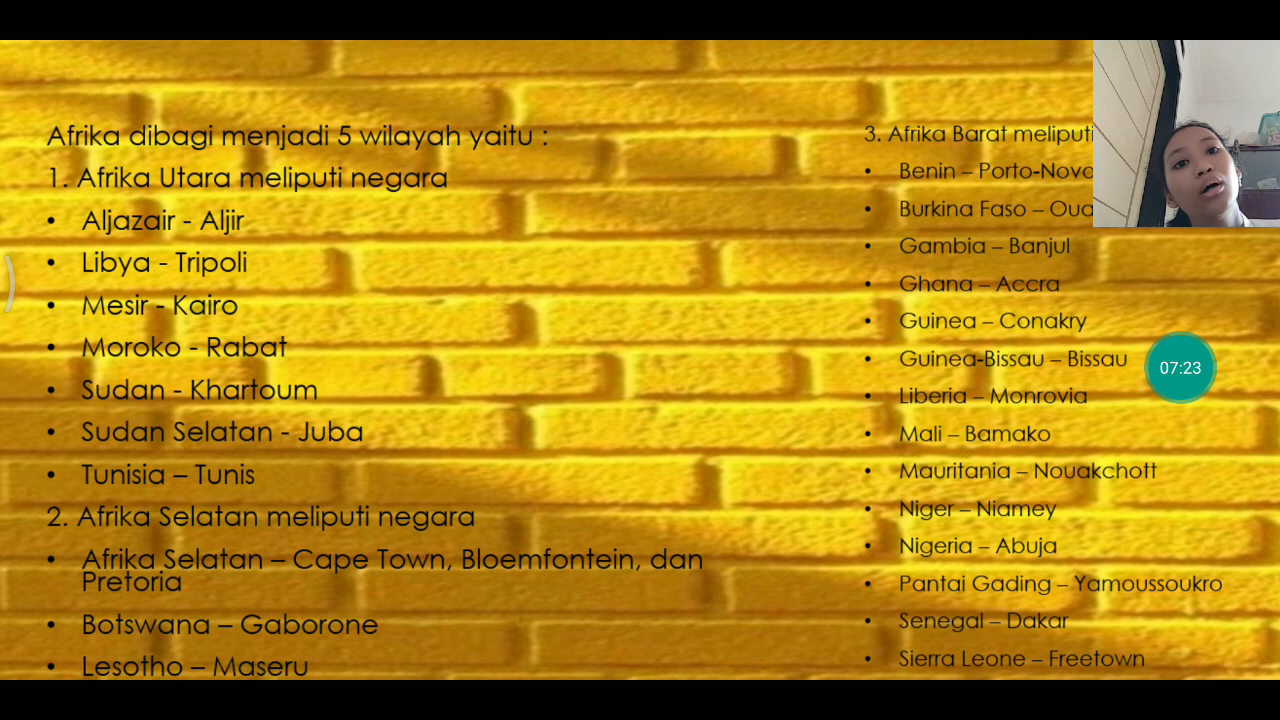 Afrika dibagi menjadi 5 wilayah yaitu :
1. Afrika Utara meliputi negara
• Aljazair - Aljir
• Libya - Tripoli
• Mesir - Kairo
• Moroko - Rabat
• Sudan - Khartoum
• Sudan Selatan - Juba
• Tunisia – Tunis
2. Afrika Selatan meliputi negara
• Afrika Selatan – Cape Town, Bloemfontein, dan
Pretoria
• Botswana – Gaborone
• Lesotho – Maseru
3. Afrika Barat meliputi
• Benin – Porto-Novo
• Burkina Faso –
• Gambia – Banjul
• Ghana – Accra
• Guinea – Conakry
• Guinea-Bissau – Bissau
• Liberia – Monrovia
• Mali – Bamako
• Mauritania – Nouakchott
• Niger – Niamey
• Nigeria – Abuja
• Pantai Gading – Yamoussoukro
• Senegal – Dakar
• Sierra Leone – Freetown
07:23